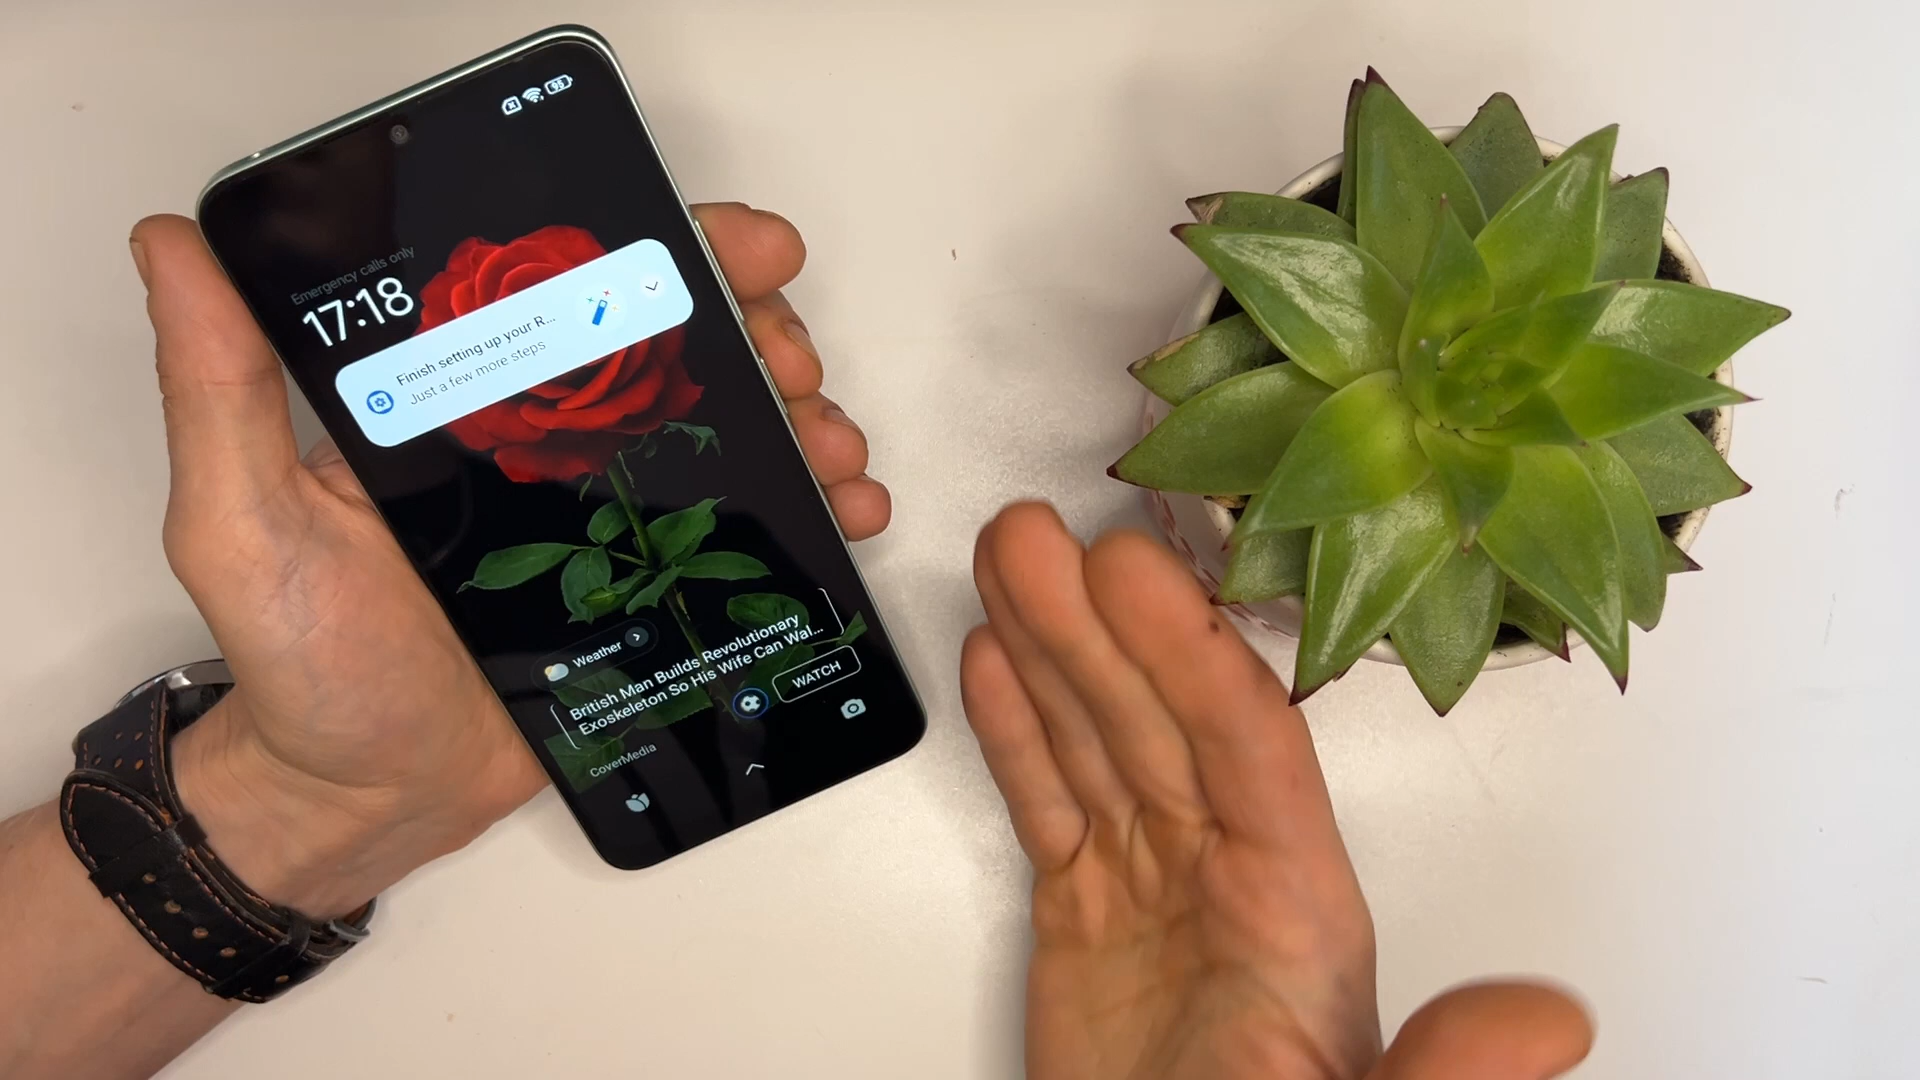 95
Emergency calls only
17:18
Finish setting up your R...
Just a few more steps
Weather
British Man Builds Revolutionary
Exoskeleton So His Wife Can Wal...
WATCH
CoverMedia